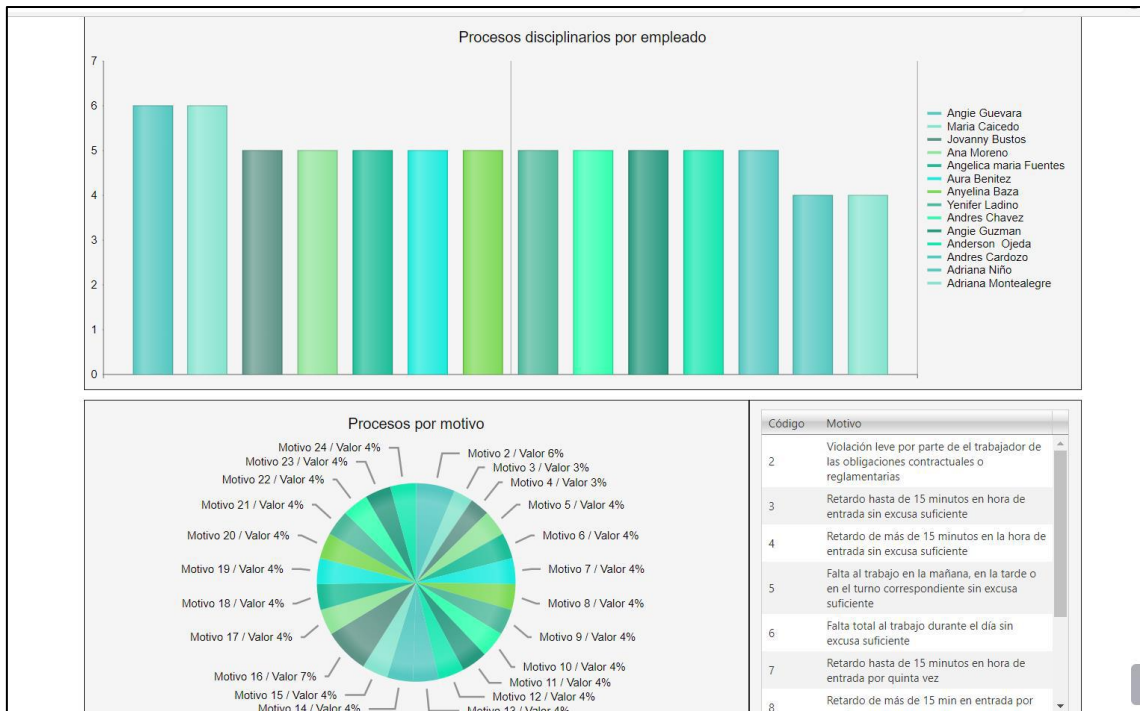 Procesos disciplinarios por empleado
7
6
5
4
3
2
1
0
Angie Guevara
Maria Caicedo
Jovanny Bustos
Ana Moreno
Angelica maria Fuentes
Aura Benitez
Anyelina Baza
Yenifer Ladino
Andres Chavez
Angie Guzman
Anderson  Ojeda
Andres Cardozo
Adriana Niño
Adriana Montealegre
Procesos por motivo
Motivo 24 / Valor 4%
Motivo 23 / Valor 4%
Motivo 22 / Valor 4%
Motivo 21 / Valor 4%
Motivo 20 / Valor 4%
Motivo 19 / Valor 4%
Motivo 18 / Valor 4%
Motivo 17 / Valor 4%
Motivo 16 / Valor 7%
Motivo 15 / Valor 4%
Motivo 14 / Valor 4%
Motivo 2 / Valor 6%
Motivo 3 / Valor 3%
Motivo 4 / Valor 3%
Motivo 5 / Valor 4%
Motivo 6 / Valor 4%
Motivo 7 / Valor 4%
Motivo 8 / Valor 4%
Motivo 9 / Valor 4%
Motivo 10 / Valor 4%
Motivo 11 / Valor 4%
Motivo 12 / Valor 4%
Motivo 13 / Valor 4%
Código Motivo
Violación leve por parte de el trabajador de
2 las obligaciones contractuales o
reglamentarias
3 Retardo hasta de 15 minutos en hora de
entrada sin excusa suficiente
4 Retardo de más de 15 minutos en la hora de
entrada sin excusa suficiente
Falta al trabajo en la mañana, en la tarde o
5 en el turno correspondiente sin excusa
suficiente
6 Falta total al trabajo durante el día sin
excusa suficiente
7 Retardo hasta de 15 minutos en hora de
entrada por quinta vez
8 Retardo de más de 15 min en entrada por